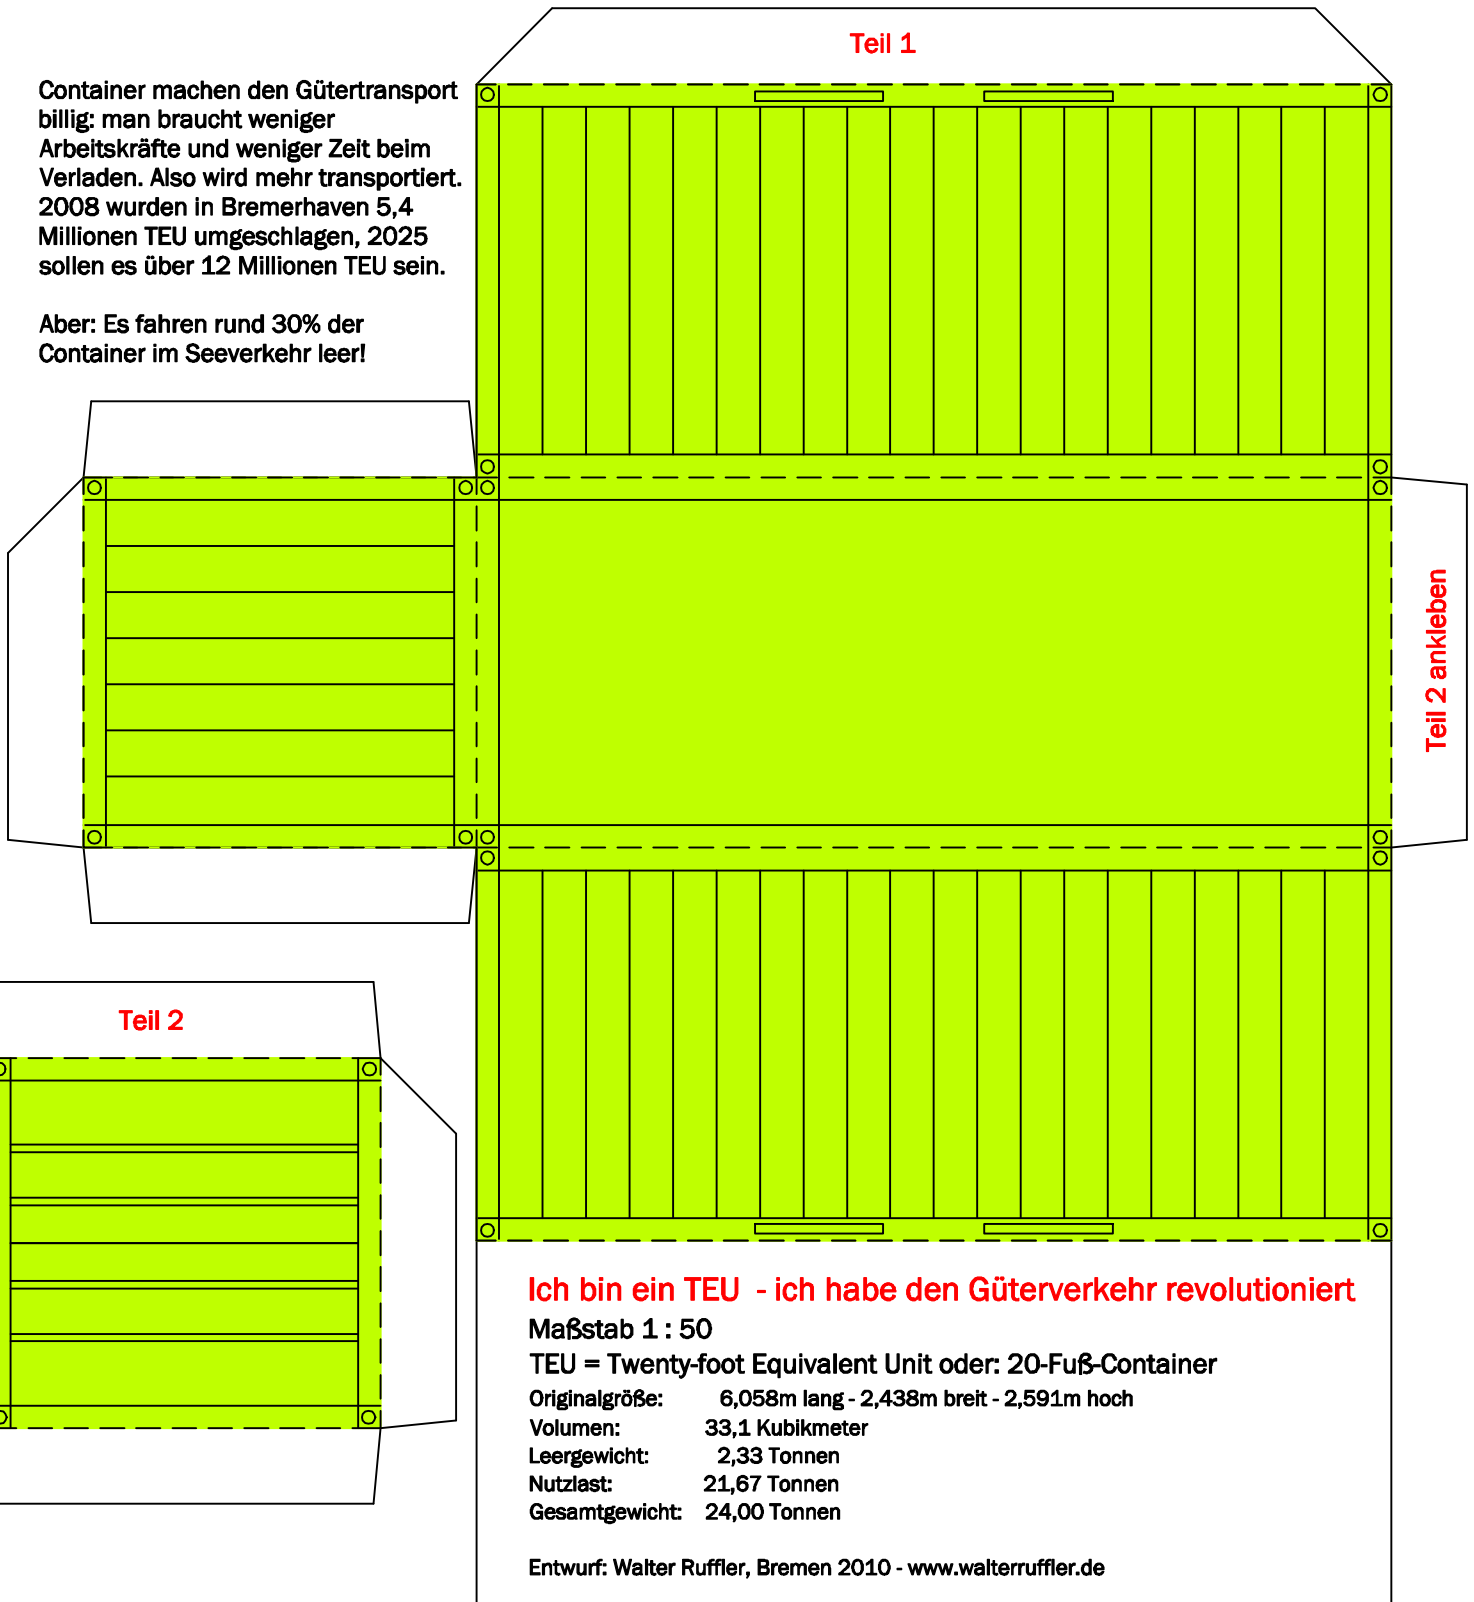 Teil 1
Container machen den Gütertransport
billig: man braucht weniger
Arbeitskräfte und weniger Zeit beim
Verladen. Also wird mehr transportiert.
2008 wurden in Bremerhaven 5,4
Millionen TEU umgeschlagen, 2025
sollen es über 12 Millionen TEU sein.
Aber: Es fahren rund 30% der
Container im Seeverkehr leer!
Teil 2 ankleben
Teil 2
Ich bin ein TEU - ich habe den Güterverkehr revolutioniert
Maßstab 1 : 50
TEU = Twenty-foot Equivalent Unit oder: 20-Fuß-Container
Originalgröße: 6,058m lang - 2,438m breit - 2,591m hoch
Volumen: 33,1 Kubikmeter
Leergewicht: 2,33 Tonnen
Nutzlast: 21,67 Tonnen
Gesamtgewicht: 24,00 Tonnen
Entwurf: Walter Ruffler, Bremen 2010 - www.walterruffler.de